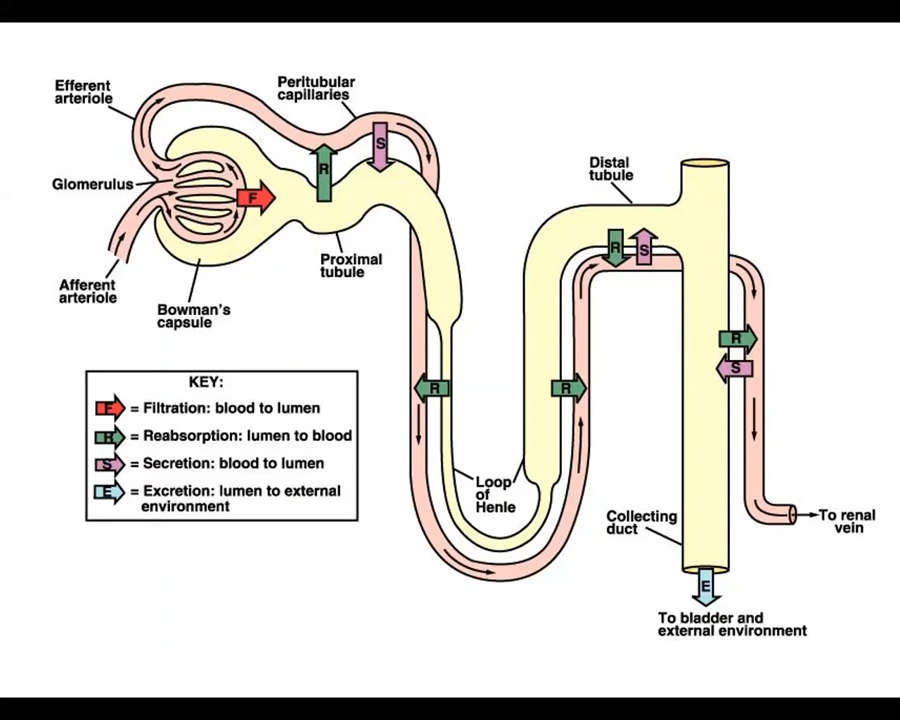 Efferent
arteriole
Peritubular
capillaries
R
S
Glomerulus
F
Afferent
arteriole
Bowman's
capsule
Proximal
tubule
Distal
tubule
R
S
R
S
R
R
KEY:
F = Filtration: blood to lumen
R = Reabsorption: lumen to blood
S = Secretion: blood to lumen
E = Excretion: lumen to external
environment
Loop
of
Henle
Collecting
duct
To renal
vein
E
To bladder and
external environment